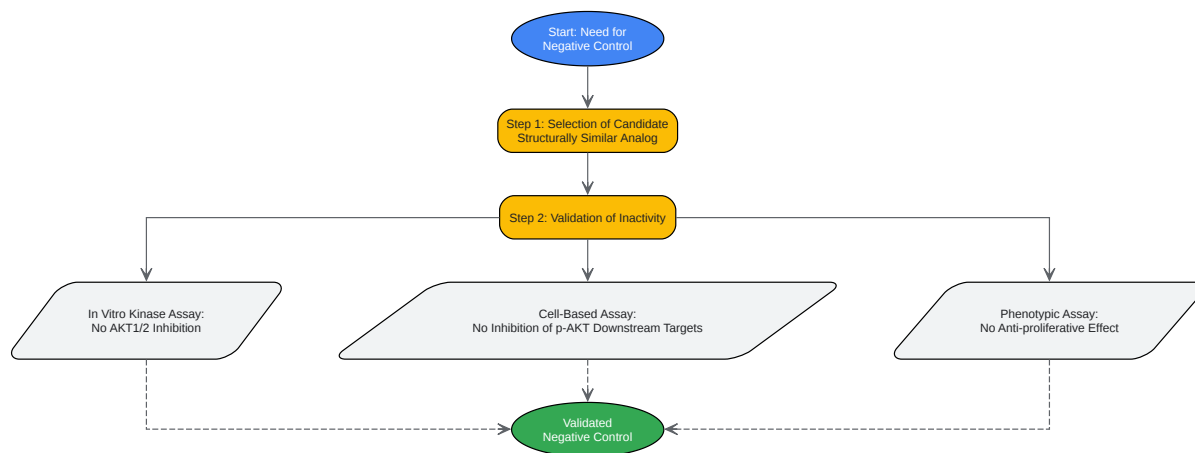 Start: Need for
Negative Control
Step 1: Selection of Candidate
Structurally Similar Analog
Step 2: Validation of Inactivity
In Vitro Kinase Assay:
No AKT1/2 Inhibition
Cell-Based Assay:
No Inhibition of p-AKT Downstream Targets
Phenotypic Assay:
No Anti-proliferative Effect
Validated
Negative Control